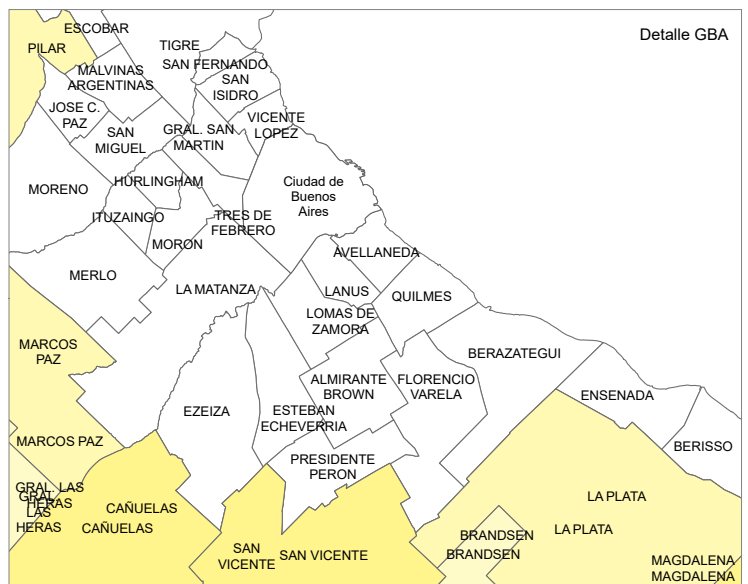 Detalle GBA
ESCOBAR
PILAR
TIGRE
SAN FERNANDO
MALVINAS
ARGENTINAS
SAN
ISIDRO
JOSE C.
PAZ
VICENTE
LOPEZ
SAN
MIGUEL
GRAL. SAN
MARTIN
MORENO
HURLINGHAM
Ciudad de
Buenos
Aires
ITUZAINGO
TRES DE
FEBRERO
MORON
AVELLANEDA
MERLO
LA MATANZA
LANUS
QUILMES
LOMAS DE
ZAMORA
MARCOS
PAZ
BERAZATEGUI
ALMIRANTE
BROWN
FLORENCIO
VARELA
ENSENADA
EZEIZA
ESTEBAN
ECHEVERRIA
MARCOS PAZ
BERISSO
PRESIDENTE
PERON
GRAL. LAS
HERAS
GRAL.
LAS
HERAS
CAÑUELAS
CAÑUELAS
LA PLATA
LA PLATA
BRANDSEN
BRANDSEN
SAN
VICENTE
SAN VICENTE
MAGDALENA
MAGDALENA